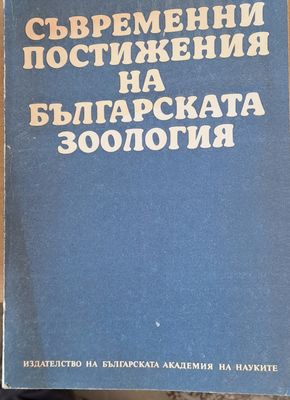 СЪВРЕМЕННИ
ПОСТИЖЕНИЯ
НА
БЪЛГАРСКАТА
ЗООЛОГИЯ
ИЗДАТЕЛСТВО НА БЪЛГАРСКАТА АКАДЕМИЯ НА НАУКИТЕ